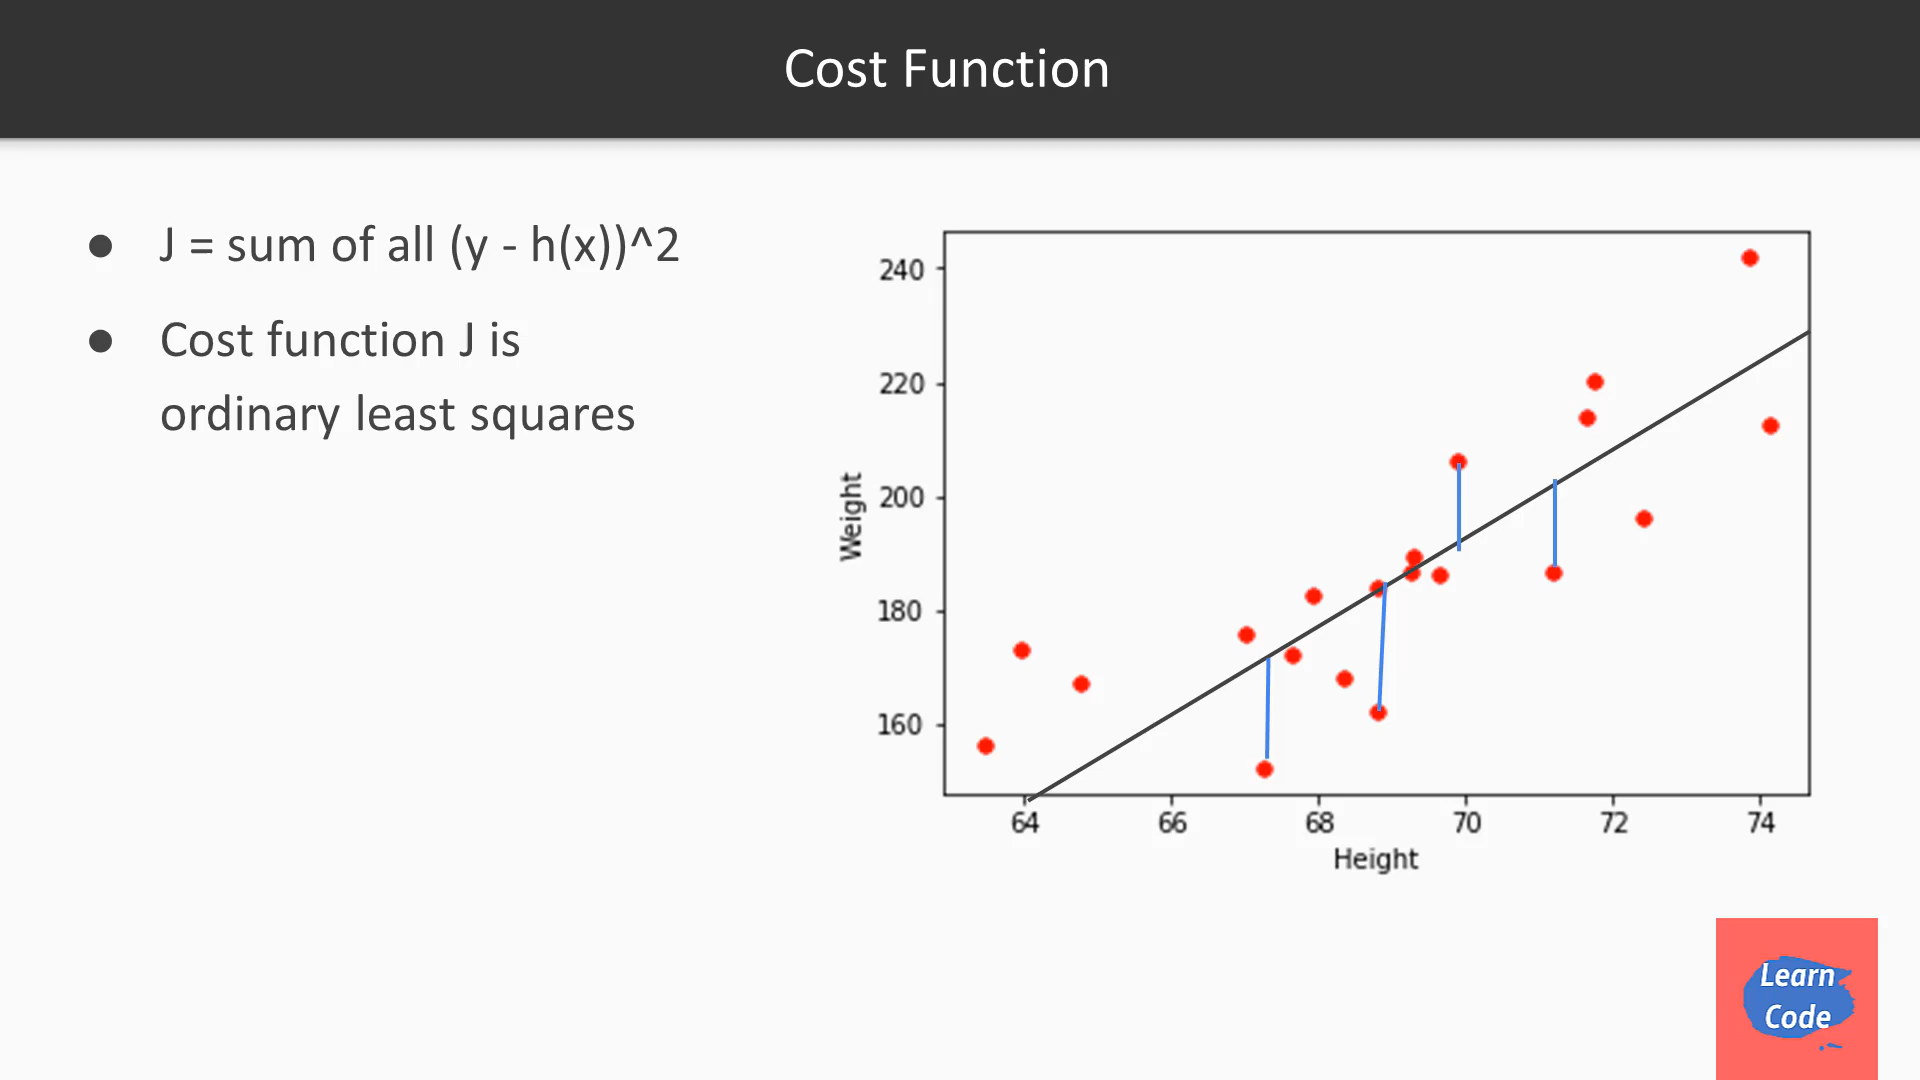 Cost Function
● J = sum of all (y - h(x))^2
● Cost function J is
ordinary least squares
240
220
200
180
160
Weight
64 66 68 70 72 74
Height
Learn
Code